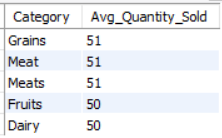 Category Avg_Quantity_Sold
Grains 51
Meat 51
Meats 51
Fruits 50
Dairy 50